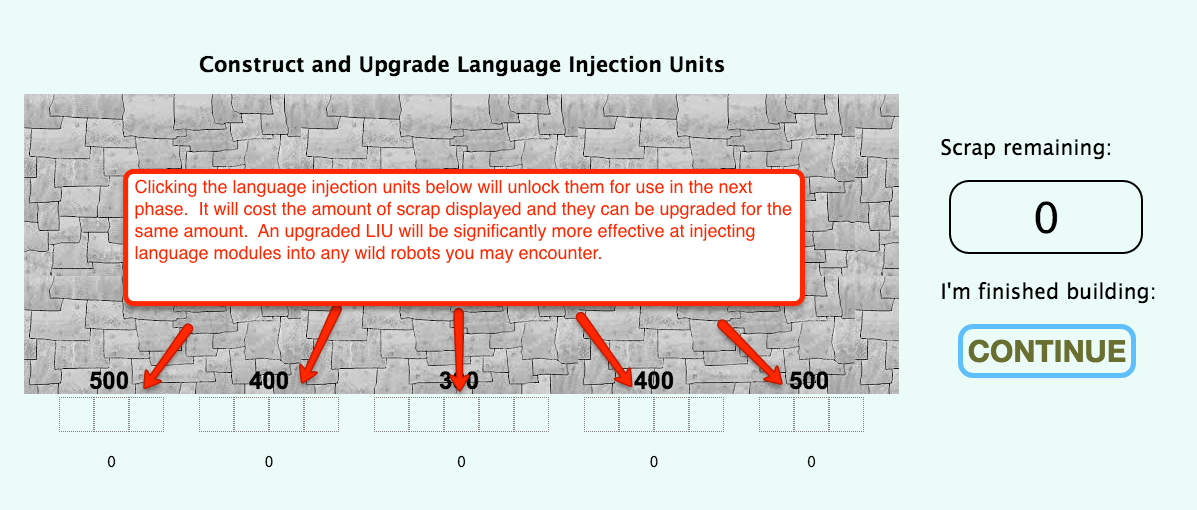 Construct and Upgrade Language Injection Units
Clicking the language injection units below will unlock them for use in the next
phase.  It will cost the amount of scrap displayed and they can be upgraded for the
same amount.  An upgraded LIU will be significantly more effective at injecting
language modules into any wild robots you may encounter.
Scrap remaining:
0
I'm finished building:
CONTINUE
500 400 300 400 500
0 0 0 0 0